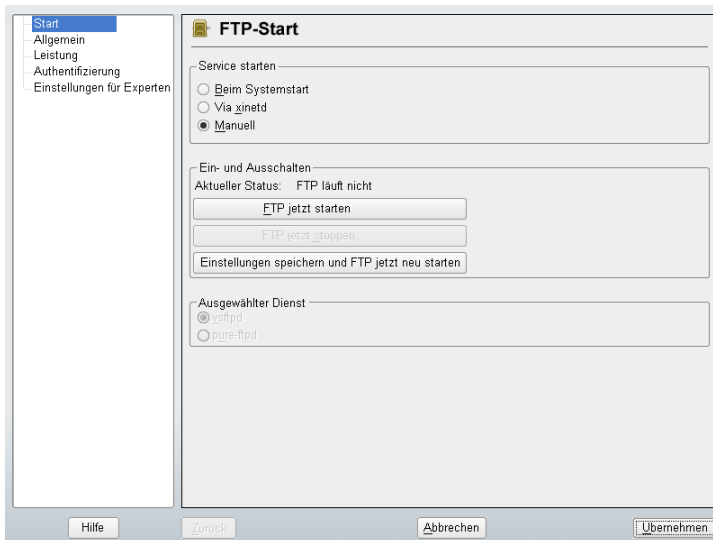 Start
Allgemein
Leistung
Authentifizierung
Einstellungen für Experten
FTP-Start
Service starten
Beim Systemstart
Via xinetd
Manuell
Ein- und Ausschalten
Aktueller Status: FTP läuft nicht
FTP jetzt starten
FTP jetzt stoppen
Einstellungen speichern und FTP jetzt neu starten
Ausgewählter Dienst
vsftpd
pure-ftpd
Hilfe
Zurück
Abbrechen
Übernehmen